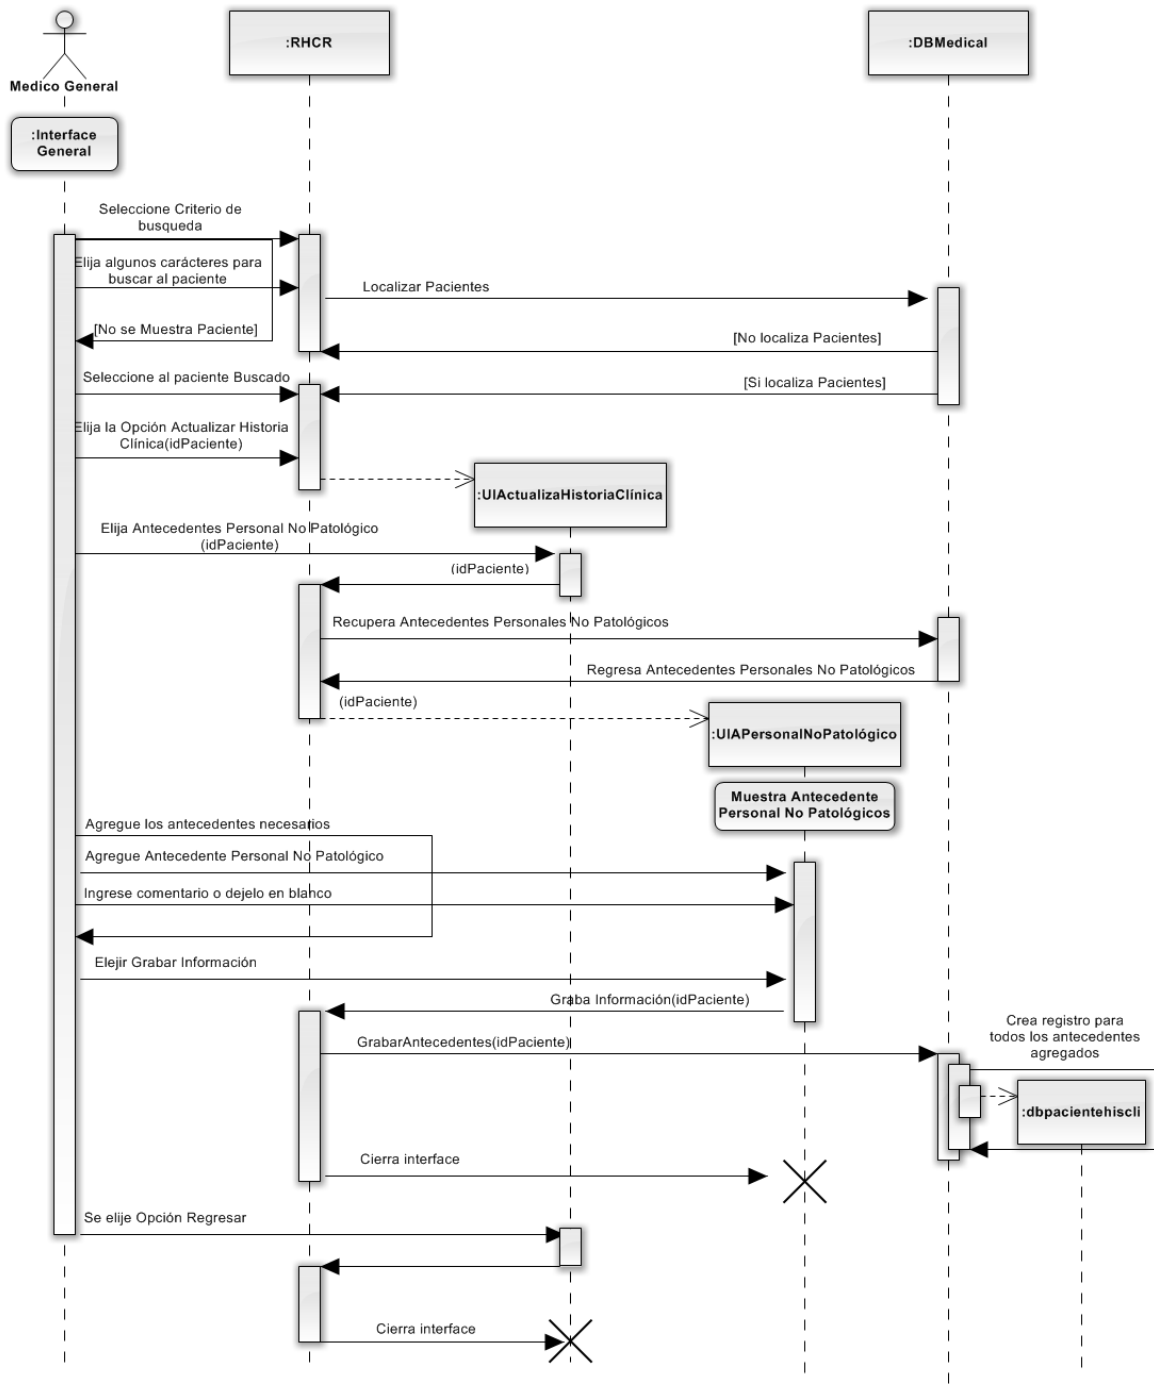 :RHCR
:DBMedical
Medico General
:Interface
General
Seleccione Criterio de
busqueda
Elija algunos carácteres para
buscar al paciente
Localizar Pacientes
[No se Muestra Paciente]
[No localiza Pacientes]
Seleccione al paciente Buscado
[Si localiza Pacientes]
Elija la Opción Actualizar Historia
Clínica(idPaciente)
:UIActualizaHistoriaClínica
Elija Antecedentes Personal No Patológico
(idPaciente)
(idPaciente)
Recupera Antecedentes Personales No Patológicos
Regresa Antecedentes Personales No Patológicos
(idPaciente)
:UIAPersonalNoPatológico
Muestra Antecedente
Personal No Patológicos
Agregue los antecedentes necesarios
Agregue Antecedente Personal No Patológico
Ingrese comentario o dejelo en blanco
Elejir Grabar Información
Graba Información(idPaciente)
Crea registro para
todos los antecedentes
agregados
GrabarAntecedentes(idPaciente)
:dbpacientehiscli
Cierra interface
Se elije Opción Regresar
Cierra interface